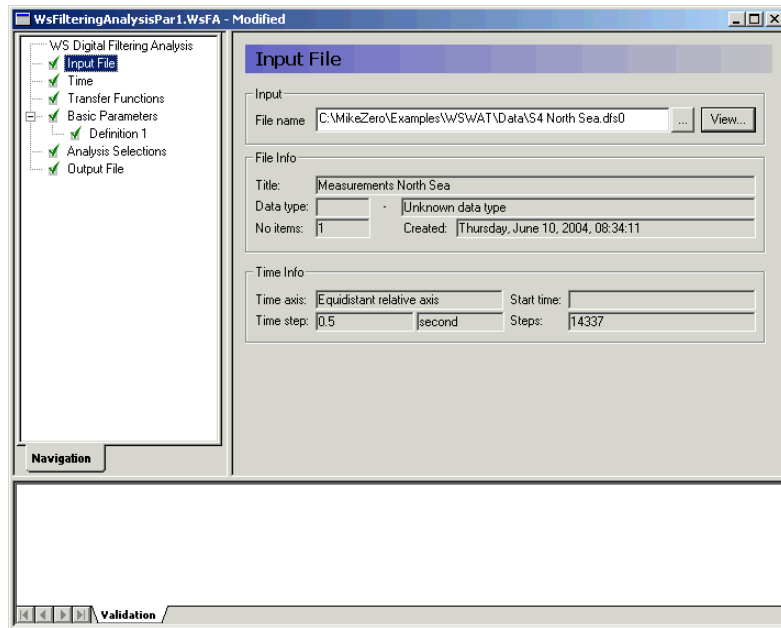 WsFilteringAnalysisPar1.WsFA - Modified
WS Digital Filtering Analysis
Input File
Time
Transfer Functions
Basic Parameters
Definition 1
Analysis Selections
Output File
Navigation
Input File
Input
File name C:\MikeZero\Examples\WSWAT\Data\S4 North Sea.dfs0 ... View...
File Info
Title: Measurements North Sea
Data type: - Unknown data type
No items: 1 Created: Thursday, June 10, 2004, 08:34:11
Time Info
Time axis: Equidistant relative axis Start time:
Time step: 0.5 second Steps: 14337
Validation